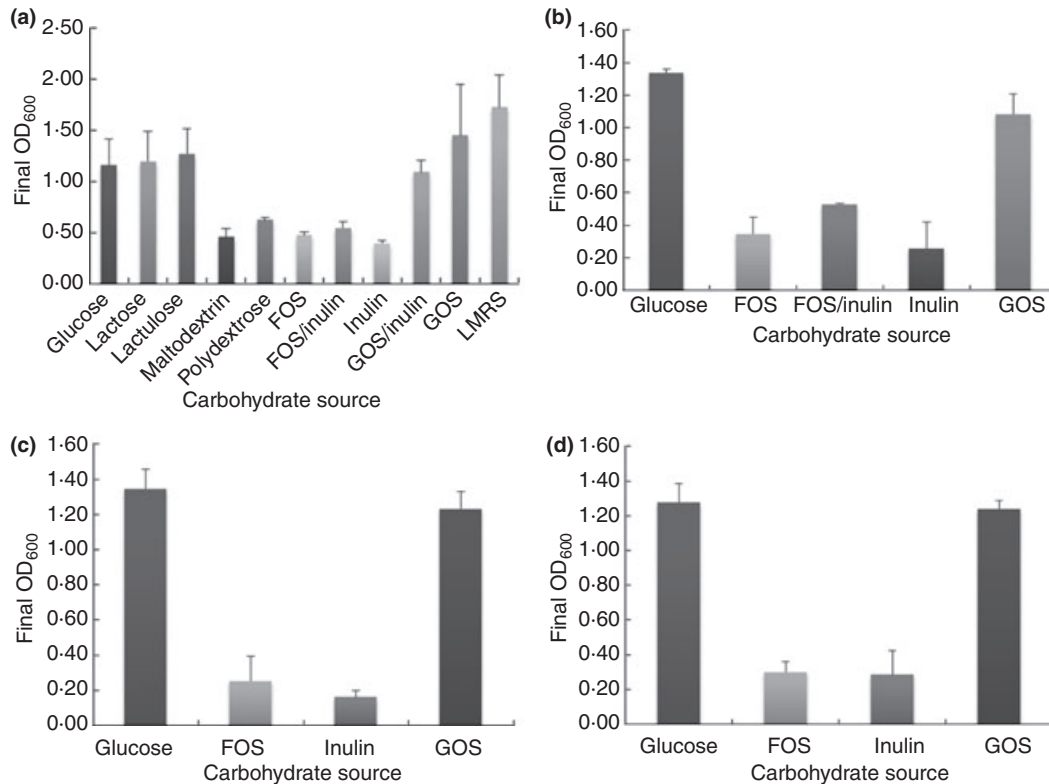 (a)
2·50
2·00
1·50
1·00
0·50
0·00
Final OD600
Glucose
Lactose
Lactulose
Maltodextrin
Polydextrose
FOS
FOS/inulin
Inulin
GOS/inulin
GOS
LMRS
Carbohydrate source
(b)
1·60
1·40
1·20
1·00
0·80
0·60
0·40
0·20
0·00
Final OD600
Glucose FOS FOS/inulin Inulin GOS
Carbohydrate source
(c)
1·60
1·40
1·20
1·00
0·80
0·60
0·40
0·20
0·00
Final OD600
Glucose FOS Inulin GOS
Carbohydrate source
(d)
1·60
1·40
1·20
1·00
0·80
0·60
0·40
0·20
0·00
Final OD600
Glucose FOS Inulin GOS
Carbohydrate source